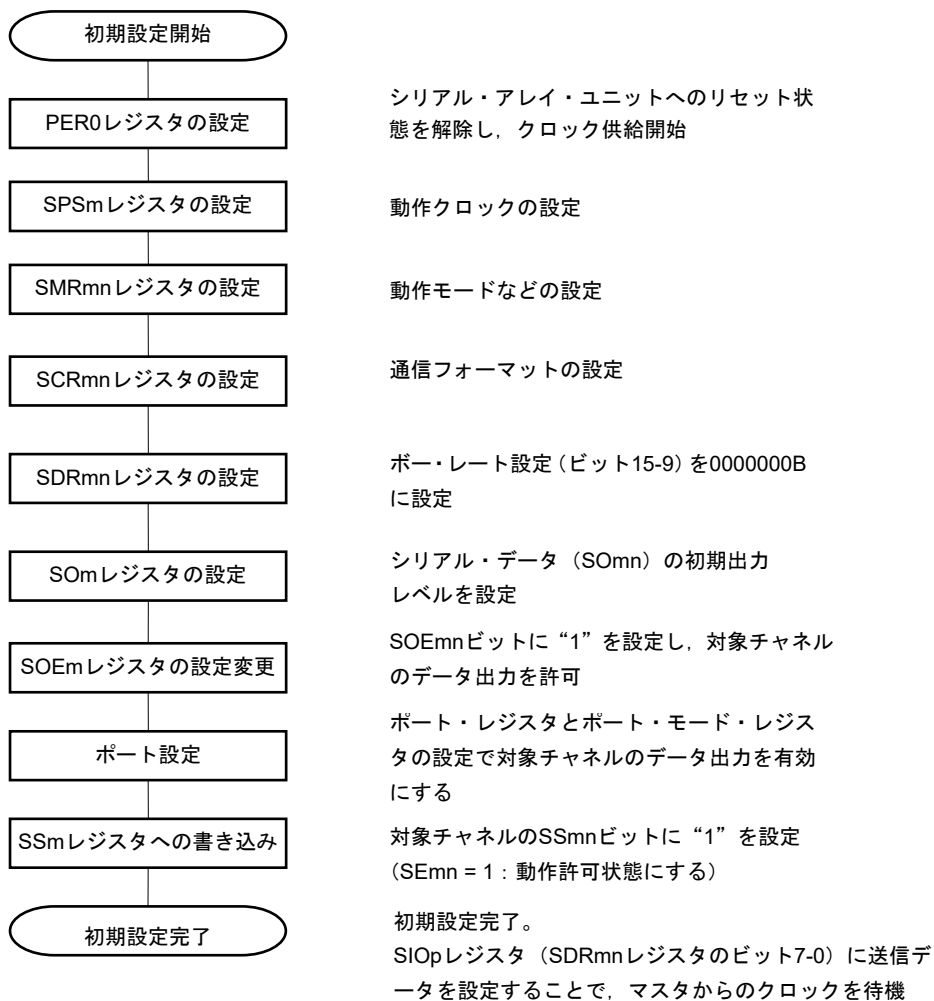 初期設定開始
PER0レジスタの設定
シリアル・アレイ・ユニットへのリセット状
態を解除し，クロック供給開始
SPSmレジスタの設定
動作クロックの設定
SMRmnレジスタの設定
動作モードなどの設定
SCRmnレジスタの設定
通信フォーマットの設定
SDRmnレジスタの設定
ボー・レート設定（ビット15-9）を0000000B
に設定
SOmレジスタの設定
シリアル・データ（SOmn）の初期出力
レベルを設定
SOEmレジスタの設定変更
SOEmnビットに“1”を設定し，対象チャネル
のデータ出力を許可
ポート設定
ポート・レジスタとポート・モード・レジス
タの設定で対象チャネルのデータ出力を有効
にする
SSmレジスタへの書き込み
対象チャネルのSSmnビットに“1”を設定
（SEmn = 1：動作許可状態にする）
初期設定完了
初期設定完了。
SIOpレジスタ（SDRmnレジスタのビット7-0）に送信デ
ータを設定することで，マスタからのクロックを待機